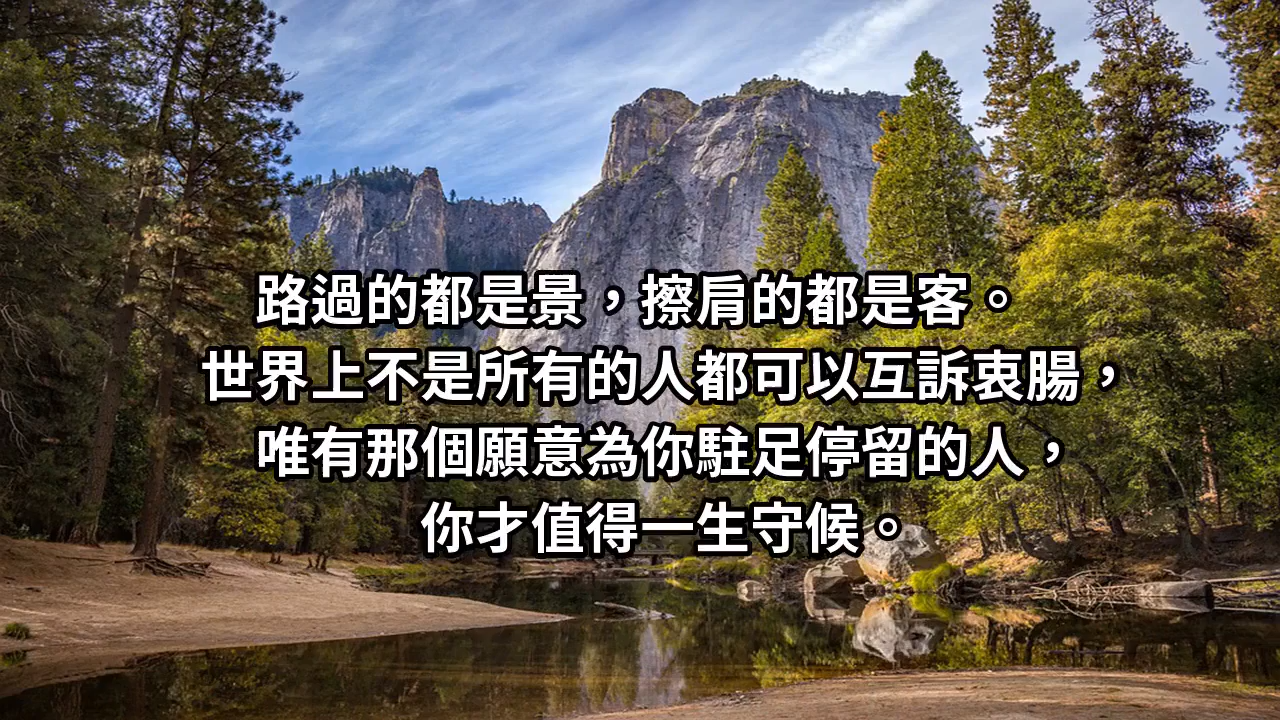 路過的都是景，擦肩的都是客。
世界上不是所有的人都可以互訴衷腸，
唯有那個願意為你駐足停留的人，
你才值得一生守候。